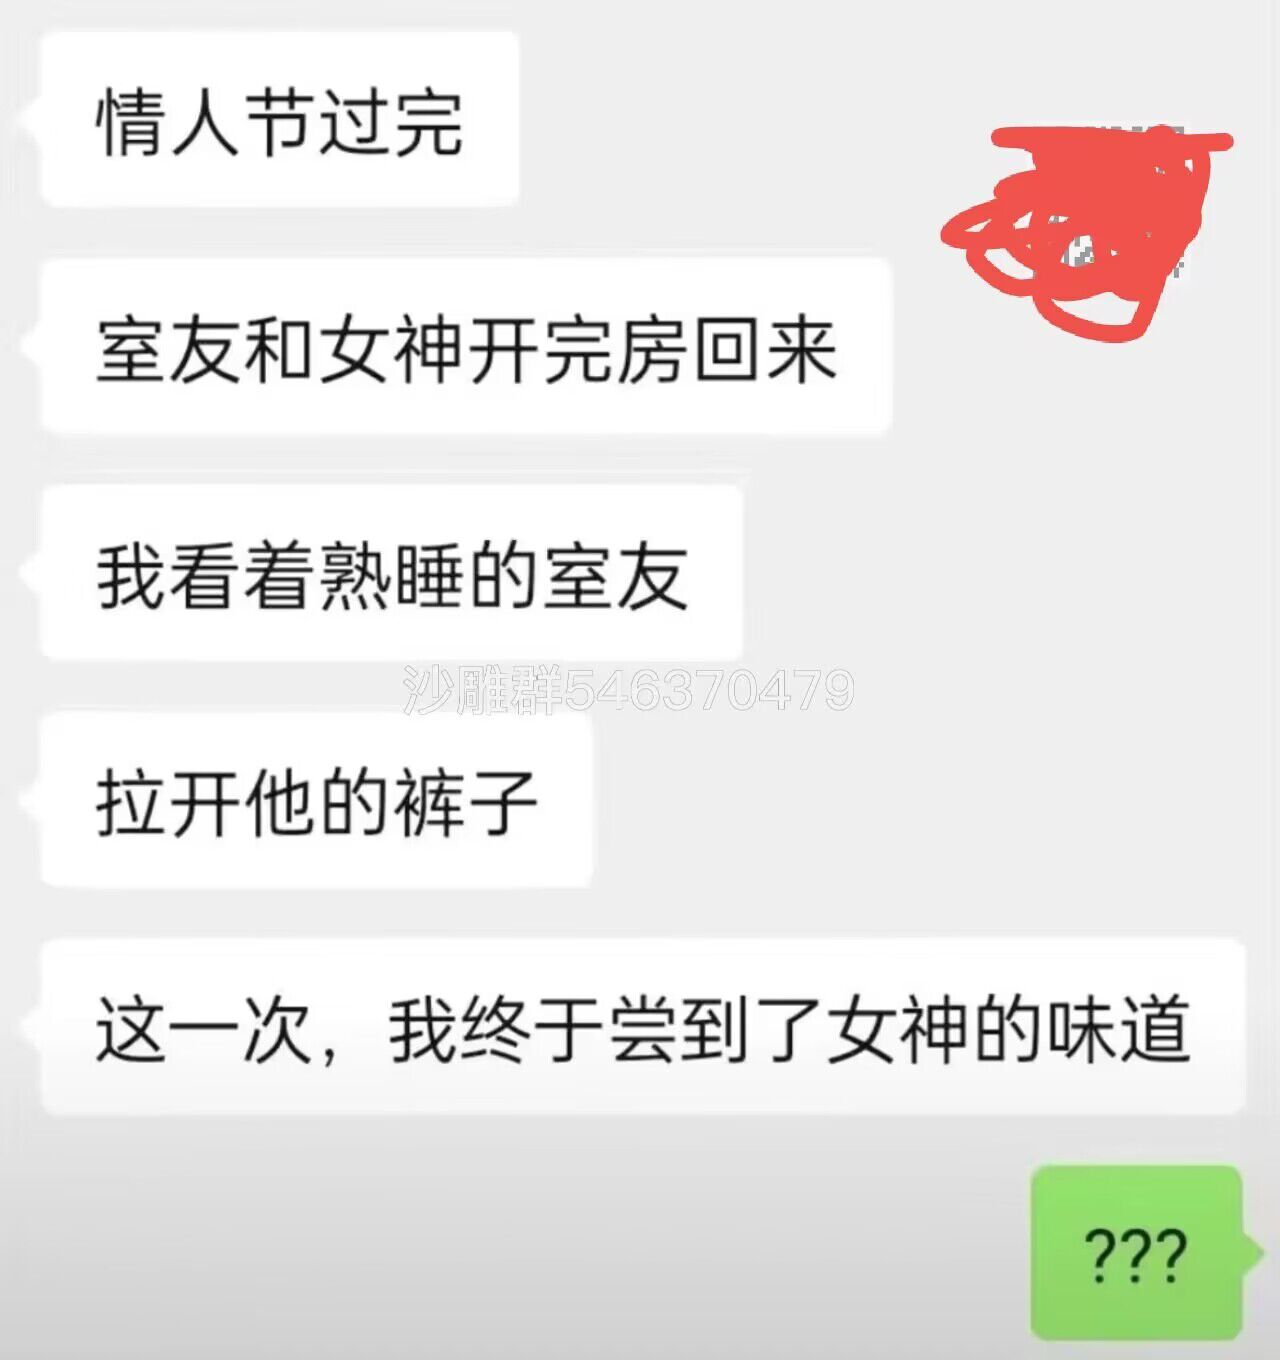 情人节过完
室友和女神开完房回来
我看着熟睡的室友
沙雕群546370479
拉开他的裤子
这一次，我终于尝到了女神的味道
???